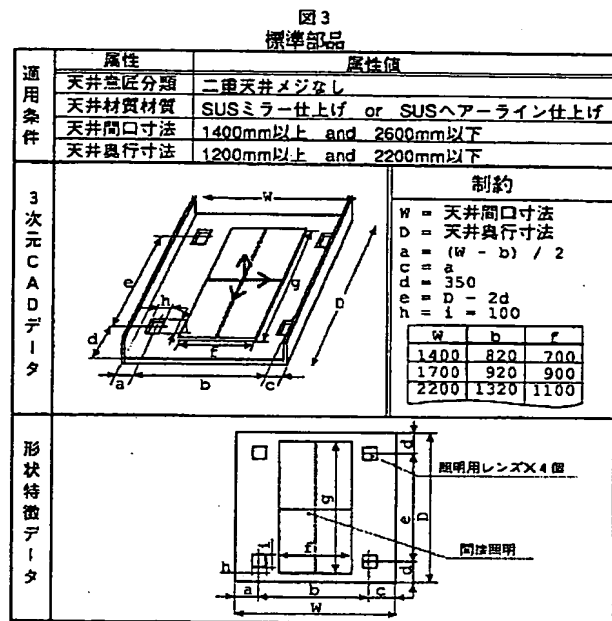 図3
標準部品
適用条件
属性 属性値
天井意匠分類 二重天井メジなし
天井材質材質 SUSミラー仕上げ or SUSヘアーライン仕上げ
天井間口寸法 1400mm以上 and 2600mm以下
天井奥行寸法 1200mm以上 and 2200mm以下
3次元CADデータ
W
e
h
g
D
i
d
f
a b c
制約
W = 天井間口寸法
D = 天井奥行寸法
a = (W - b) / 2
c = a
d = 350
e = D - 2d
h = i = 100
W b f
1400 820 700
1700 920 900
2200 1320 1100
形状特徴データ
d
照明用レンズ×4個
g
e D
i f
間接照明
h
d
a b c
W